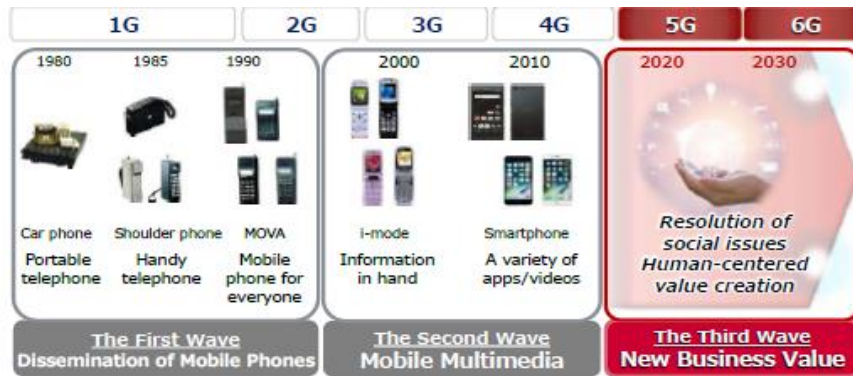 1G 2G 3G 4G 5G 6G
1980 1985 1990 2000 2010 2020 2030
Car phone
Portable
telephone
Shoulder phone
Handy
telephone
MOVA
Mobile
phone for
everyone
i-mode
Information
in hand
Smartphone
A variety of
apps/videos
Resolution of
social issues
Human-centered
value creation
The First Wave
Dissemination of Mobile Phones
The Second Wave
Mobile Multimedia
The Third Wave
New Business Value